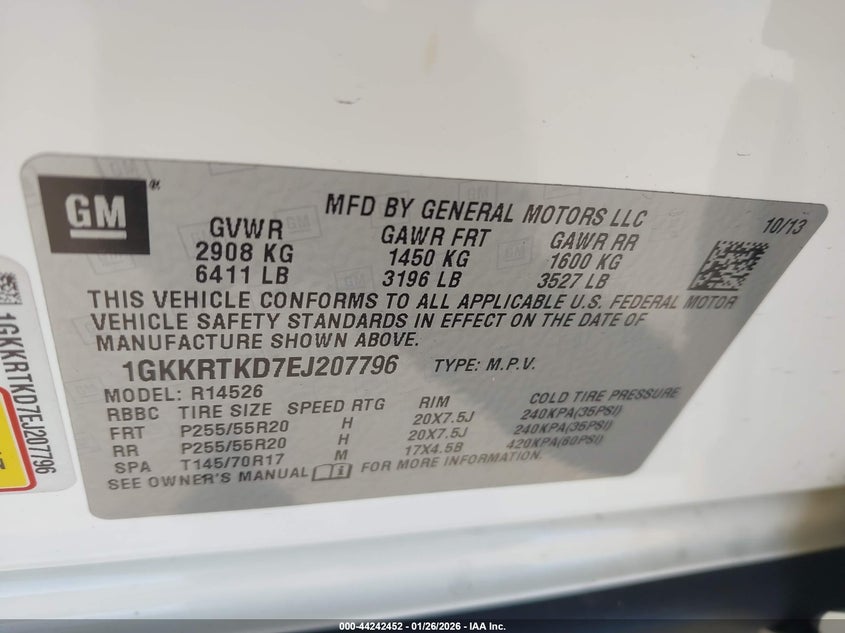 GM
MFD BY GENERAL MOTORS LLC
10/13
GVWR GAWR FRT GAWR RR
2908 KG 1450 KG 1600 KG
6411 LB 3196 LB 3527 LB
THIS VEHICLE CONFORMS TO ALL APPLICABLE U.S. FEDERAL MOTOR
VEHICLE SAFETY STANDARDS IN EFFECT ON THE DATE OF
MANUFACTURE SHOWN ABOVE.
1GKKRTKD7EJ207796 TYPE: M.P.V.
MODEL: R14526
RBBC TIRE SIZE SPEED RTG RIM COLD TIRE PRESSURE
FRT P255/55R20 H 20X7.5J 240KPA(35PSI)
RR P255/55R20 H 20X7.5J 240KPA(35PSI)
SPA T145/70R17 M 17X4.5B 420KPA(60PSI)
SEE OWNER'S MANUAL FOR MORE INFORMATION.
1GKKRTKD7EJ207796
000-44242452 - 01/26/2026 - IAA Inc.